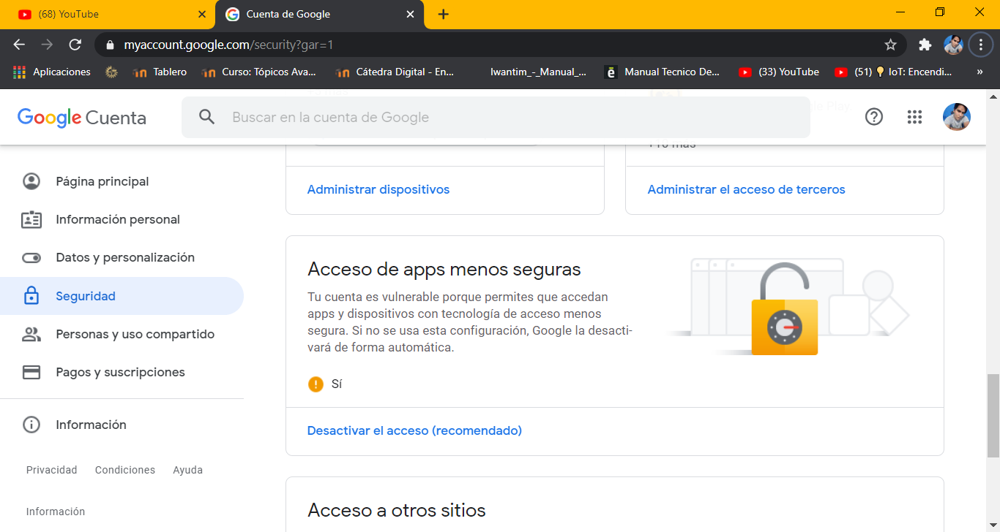 (68) YouTube
Cuenta de Google
myaccount.google.com/security?gar=1
Aplicaciones
Tablero
Curso: Tópicos Ava...
Cátedra Digital - En...
Iwantim_-_Manual_...
Manual Tecnico De...
(33) YouTube
(51) IoT: Encendi...
»
Google Cuenta
Buscar en la cuenta de Google
Página principal
Información personal
Datos y personalización
Seguridad
Personas y uso compartido
Pagos y suscripciones
Información
Privacidad Condiciones Ayuda
Información
Administrar dispositivos
Administrar el acceso de terceros
Acceso de apps menos seguras
Tu cuenta es vulnerable porque permites que accedan
apps y dispositivos con tecnología de acceso menos
segura. Si no se usa esta configuración, Google la desacti-
vará de forma automática.
Sí
Desactivar el acceso (recomendado)
Acceso a otros sitios